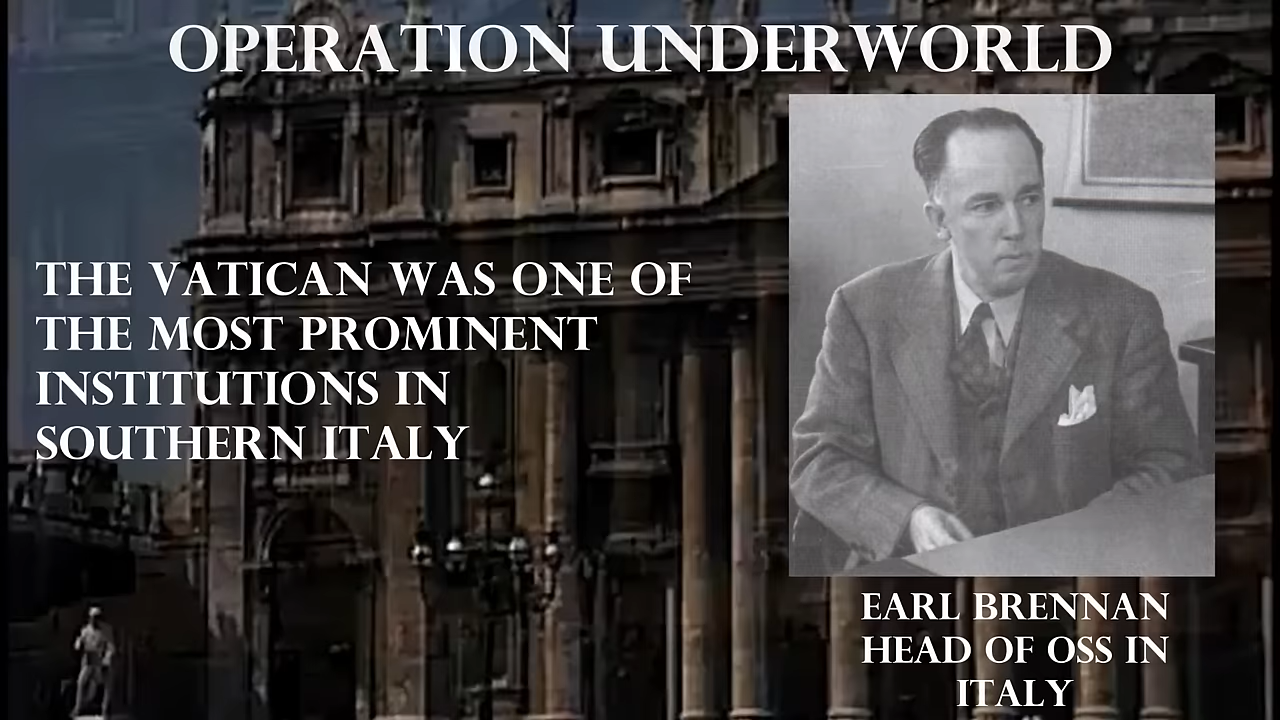 OPERATION UNDERWORLD
THE VATICAN WAS ONE OF
THE MOST PROMINENT
INSTITUTIONS IN
SOUTHERN ITALY
EARL BRENNAN
HEAD OF OSS IN
ITALY